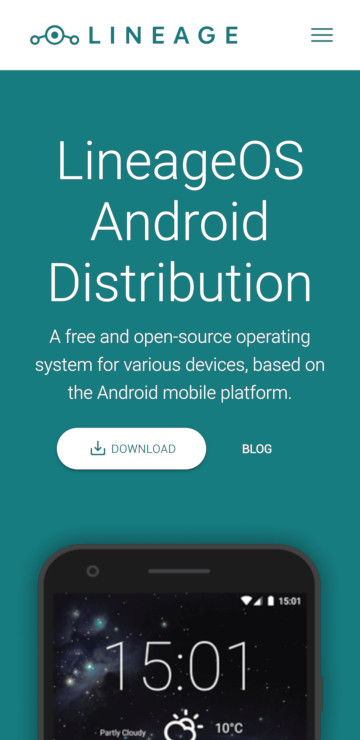 LINEAGE
LineageOS
Android
Distribution
A free and open-source operating
system for various devices, based on
the Android mobile platform.
DOWNLOAD BLOG
15:01
15:01
Partly Cloudy 10°C